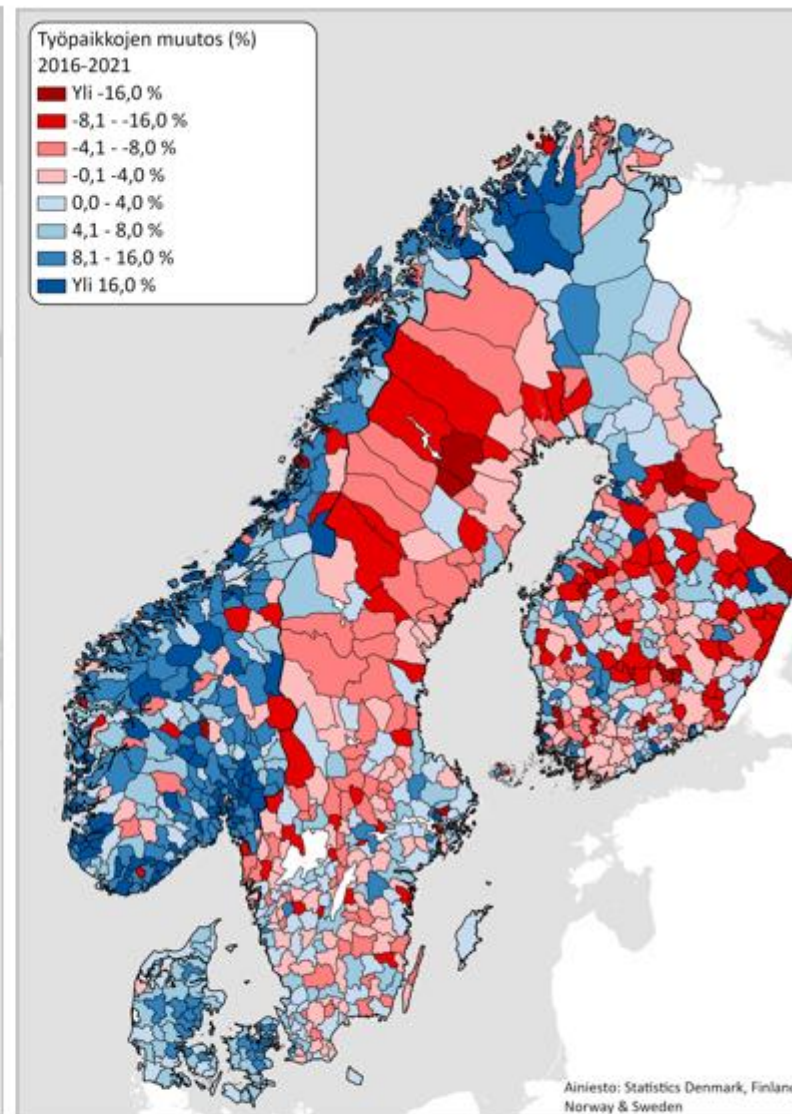 Työpaikkojen muutos (%)
2016-2021
Yli -16,0 %
-8,1 - -16,0 %
-4,1 - -8,0 %
-0,1 -4,0 %
0,0 - 4,0 %
4,1 - 8,0 %
8,1 - 16,0 %
Yli 16,0 %
Ainiesto: Statistics Denmark, Finland
Norway & Sweden